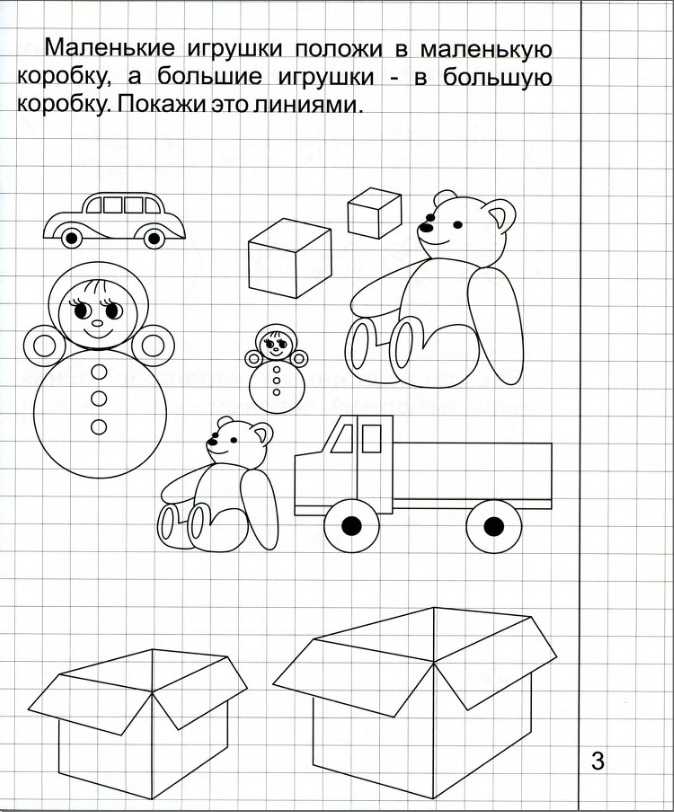 Маленькие игрушки положи в маленькую
коробку, а большие игрушки - в большую
коробку. Покажи это линиями.
3